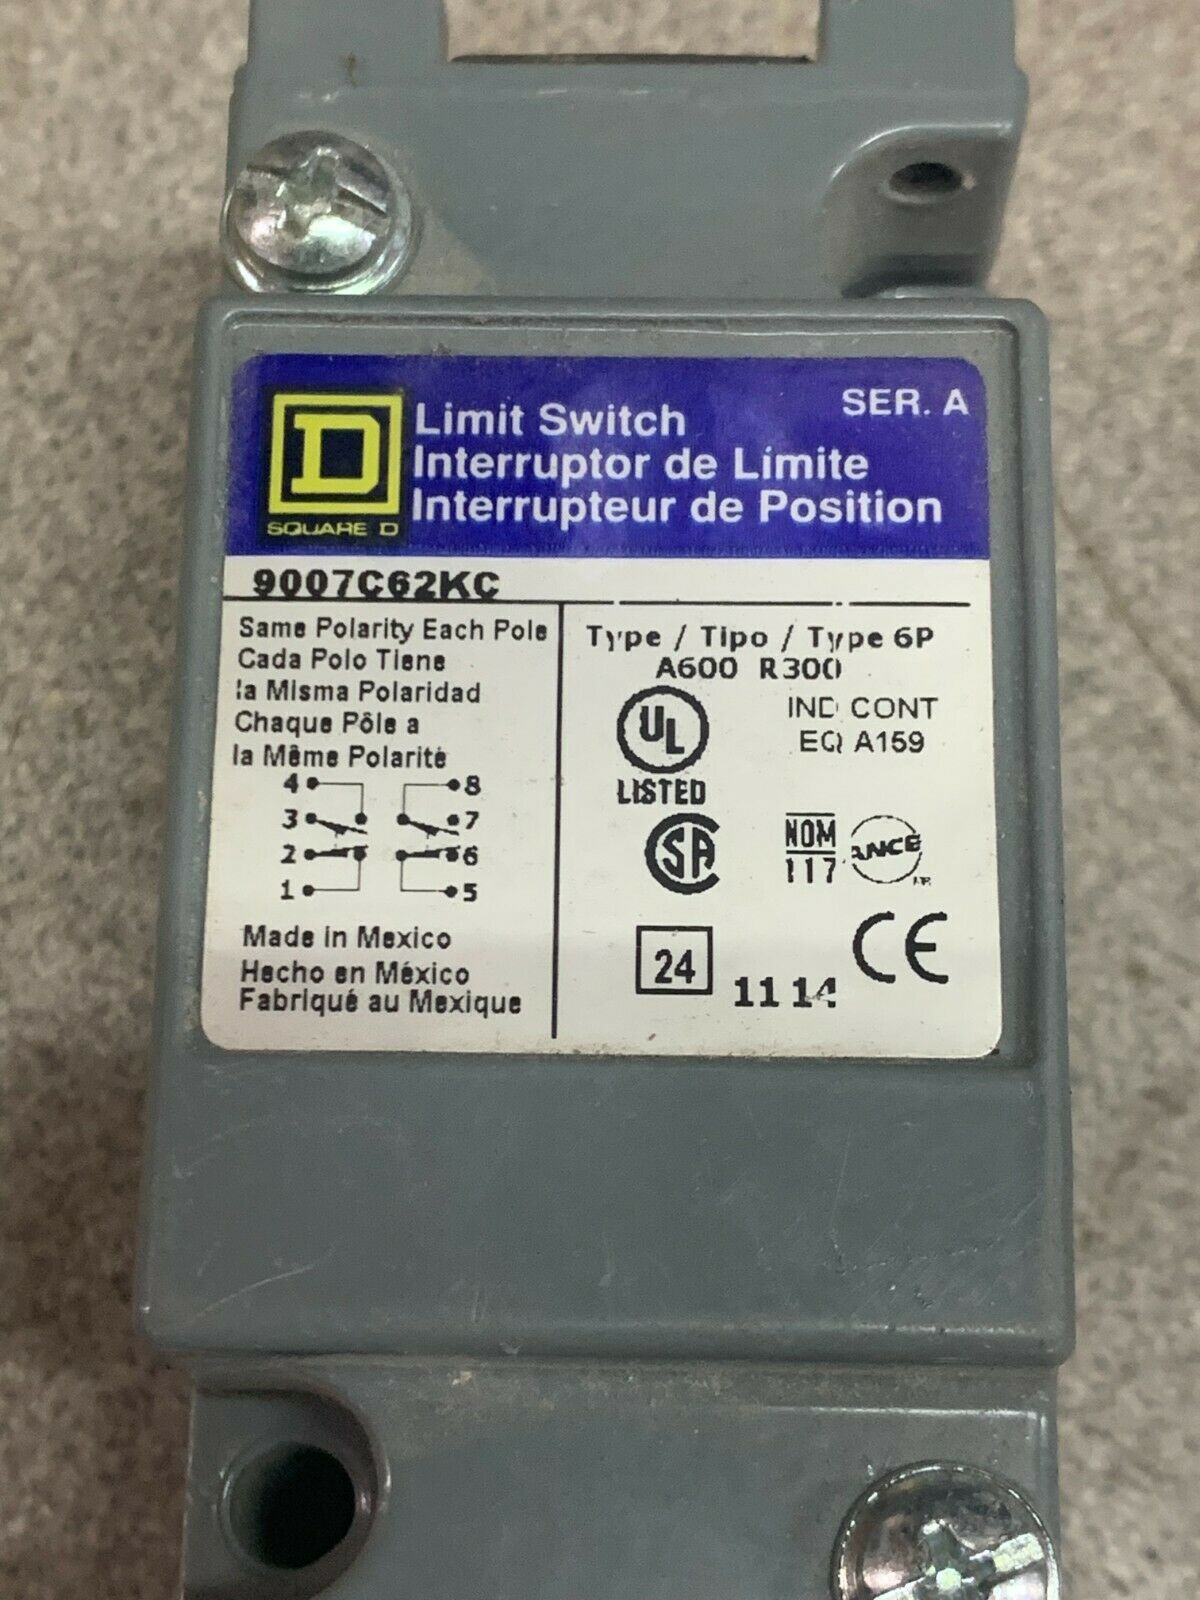 Limit Switch
SER. A
Interruptor de Límite
Interrupteur de Position
D
SQUARE D
9007C62KC
Same Polarity Each Pole
Cada Polo Tiene
la Misma Polaridad
Chaque Pôle a
la Même Polarité
4 8
3 7
2 6
1 5
Made in Mexico
Hecho en México
Fabriqué au Mexique
Type / Tipo / Type 6P
A600 R300
UL
LISTED
IND CONT
EQ A159
SA
NOM
117
ANCE
24
11 14
CE